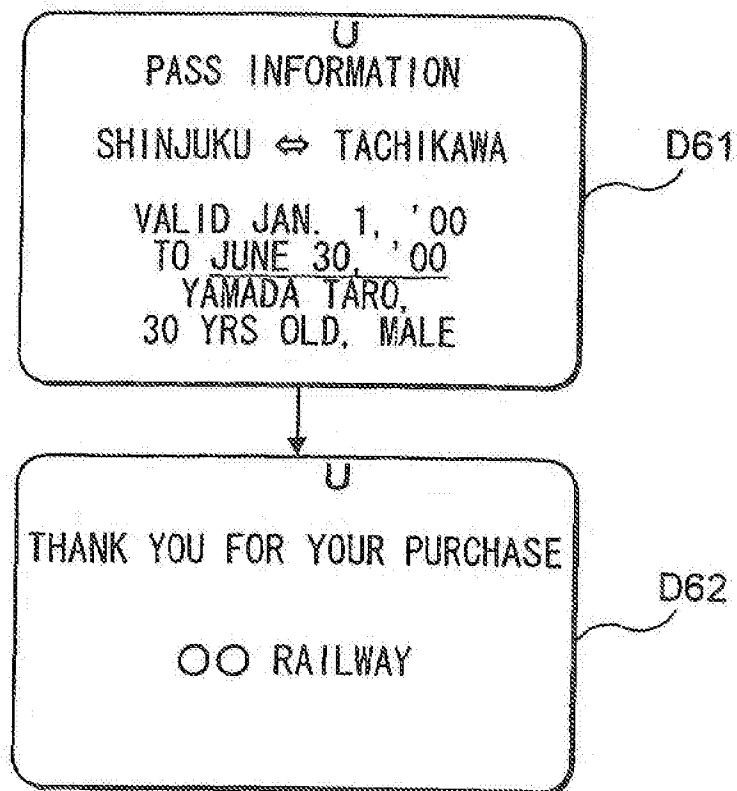 PASS INFORMATION
SHINJUKU ⇔ TACHIKAWA
D61
VALID JAN. 1, '00
TO JUNE 30, '00
YAMADA TARO,
30 YRS OLD, MALE
THANK YOU FOR YOUR PURCHASE
D62
○○ RAILWAY